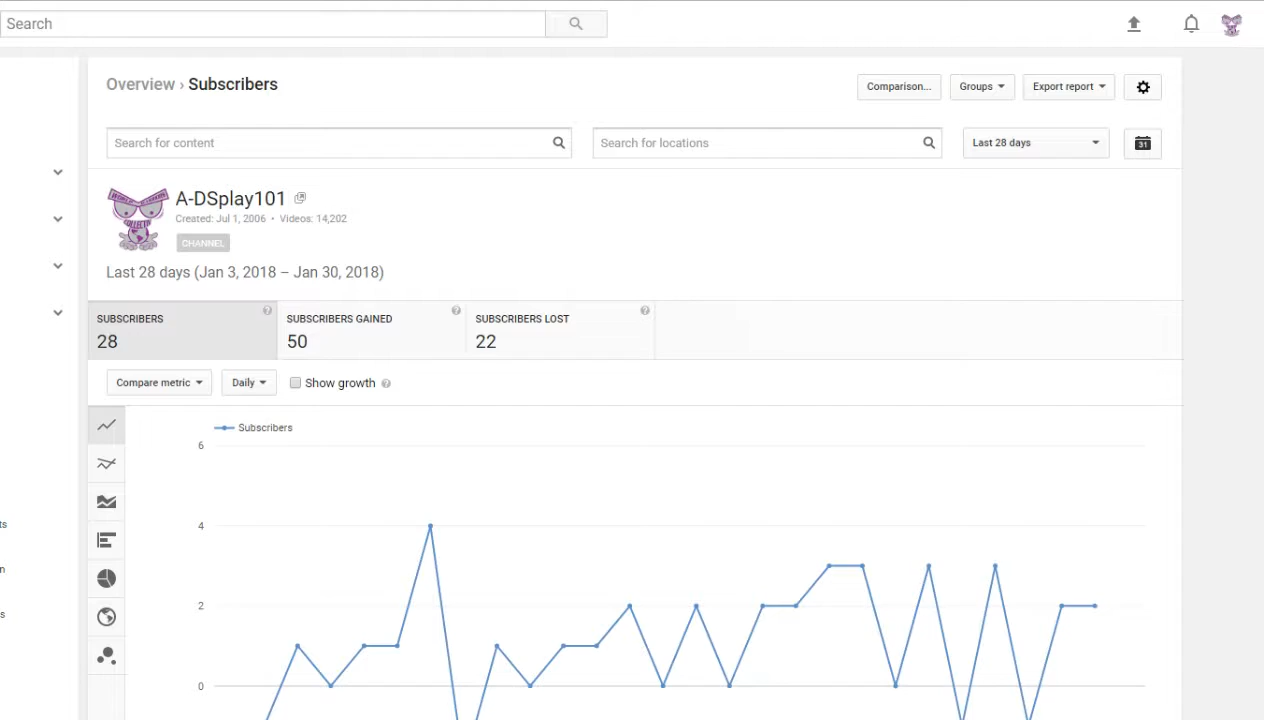 Search
Overview › Subscribers
Comparison...
Groups
Export report
Search for content
Search for locations
Last 28 days
31
A-DSplay101
Created: Jul 1, 2006 • Videos: 14,202
CHANNEL
Last 28 days (Jan 3, 2018 – Jan 30, 2018)
SUBSCRIBERS
28
SUBSCRIBERS GAINED
50
SUBSCRIBERS LOST
22
Compare metric
Daily
Show growth
Subscribers
6
4
2
0
ts
n
s